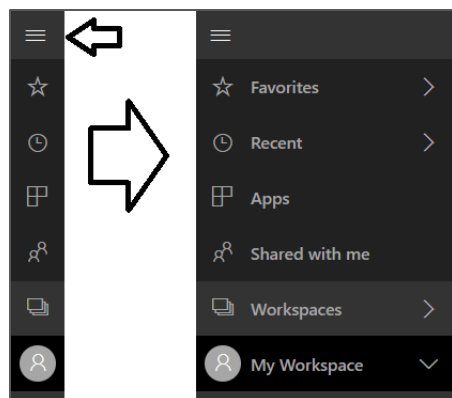 Favorites
Recent
Apps
Shared with me
Workspaces
My Workspace